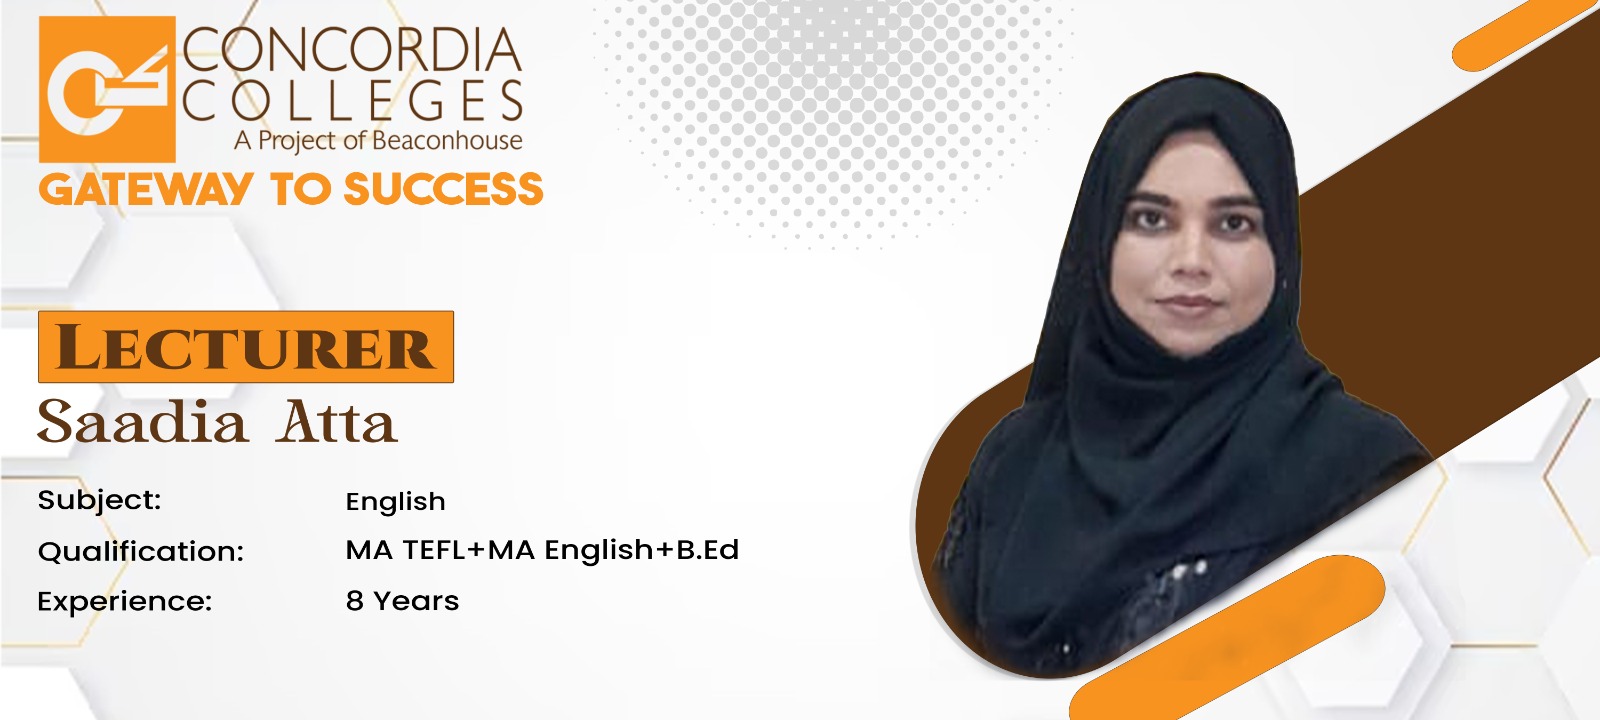 CONCORDIA
COLLEGES
A Project of Beaconhouse
GATEWAY TO SUCCESS
LECTURER
Saadia Atta
Subject: English
Qualification: MA TEFL+MA English+B.Ed
Experience: 8 Years